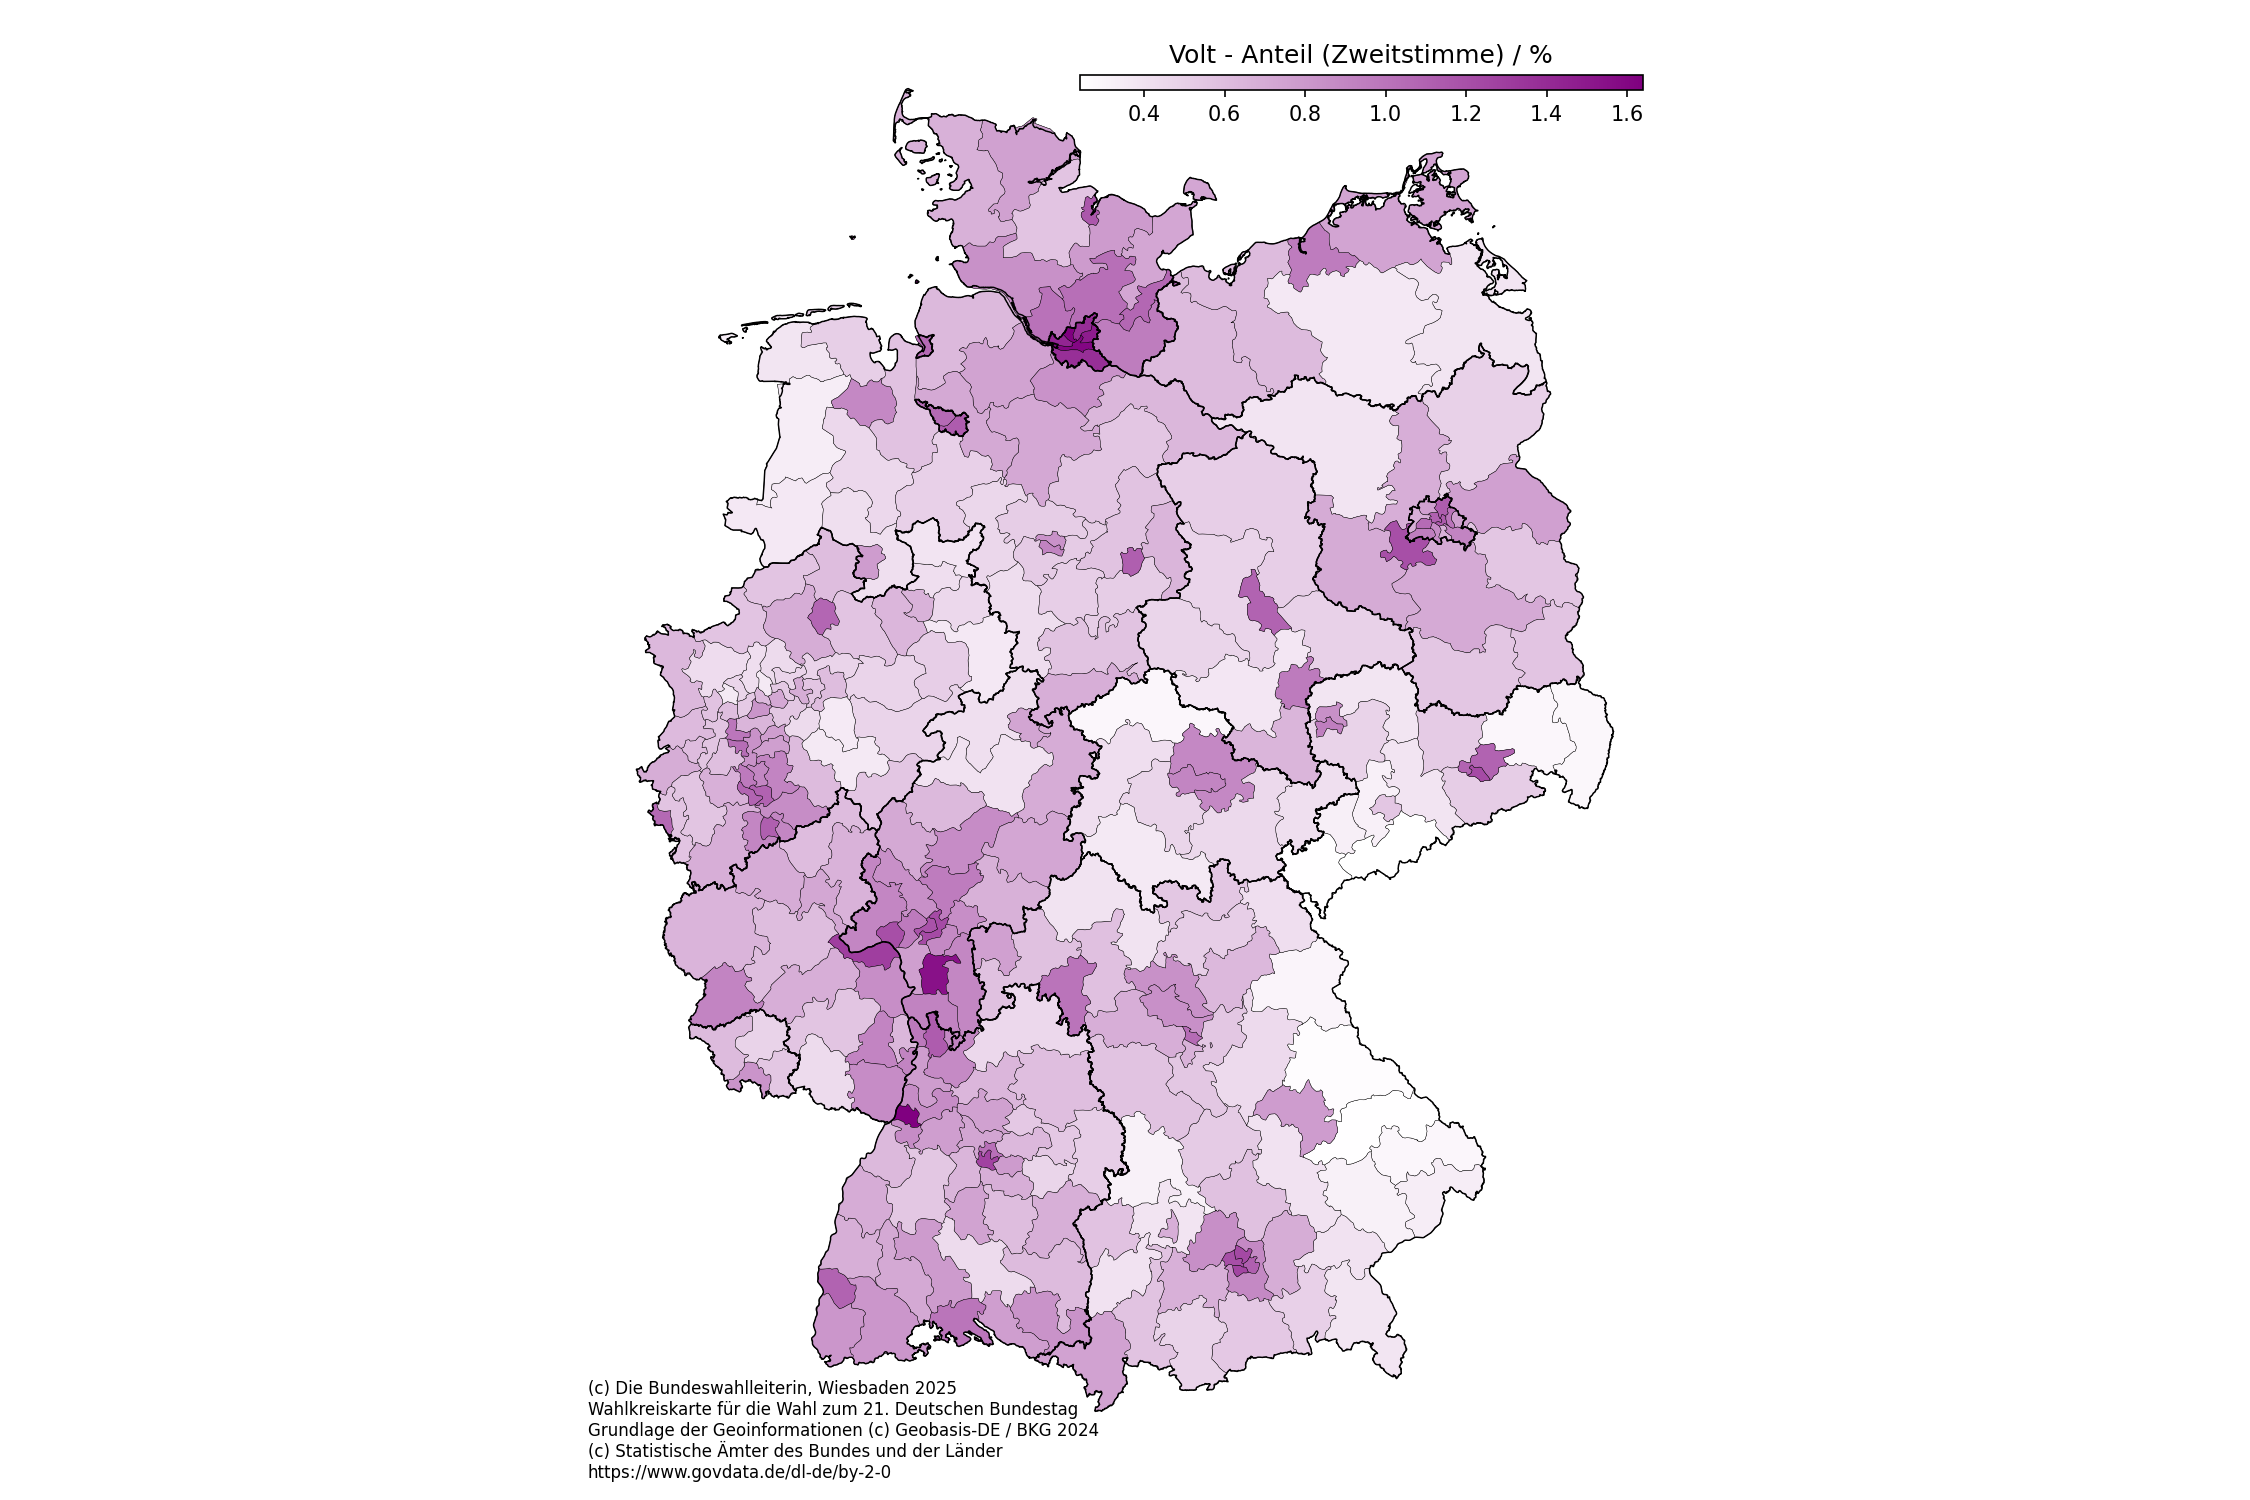 Volt - Anteil (Zweitstimme) / %
0.4 0.6 0.8 1.0 1.2 1.4 1.6
(c) Die Bundeswahlleiterin, Wiesbaden 2025
Wahlkreiskarte für die Wahl zum 21. Deutschen Bundestag
Grundlage der Geoinformationen (c) Geobasis-DE / BKG 2024
(c) Statistische Ämter des Bundes und der Länder
https://www.govdata.de/dl-de/by-2-0